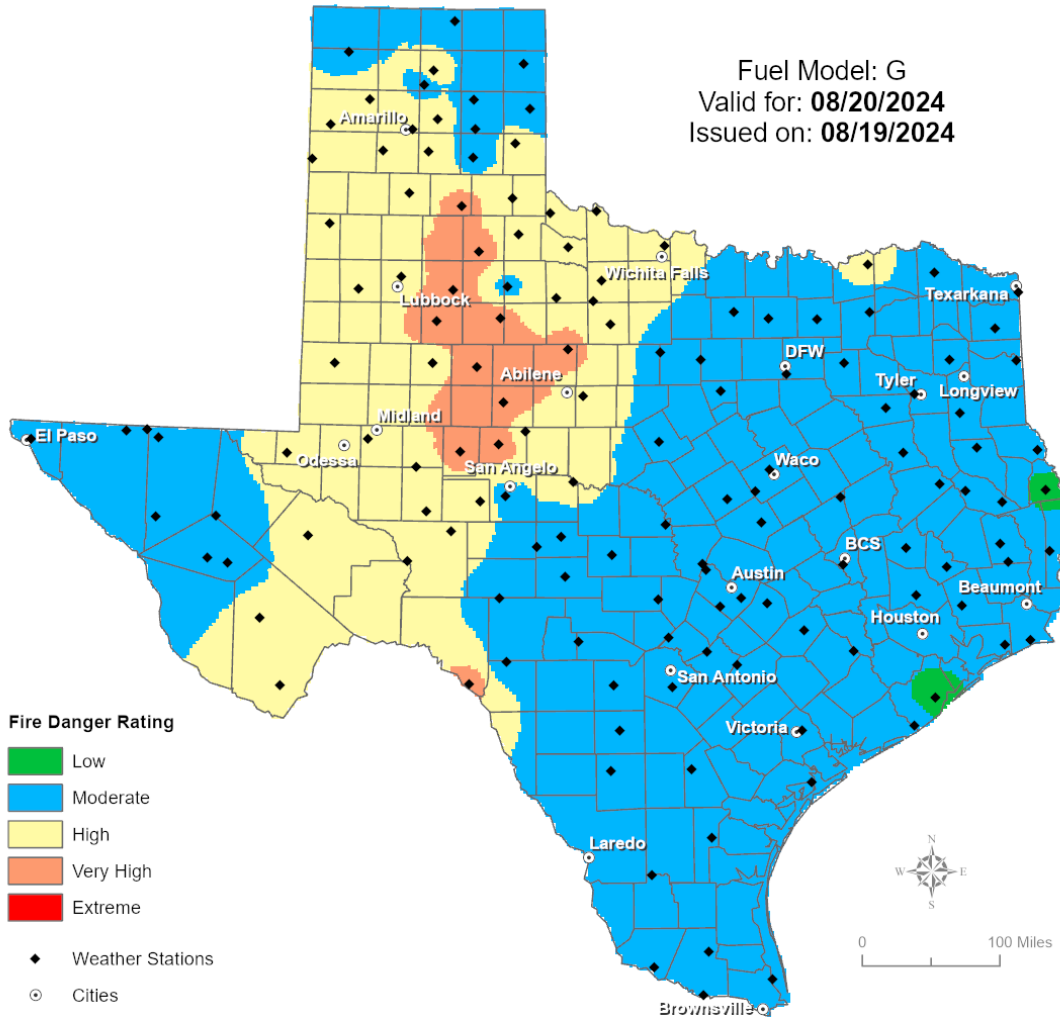 Fuel Model: G
Valid for: 08/20/2024
Issued on: 08/19/2024
Amarillo
Wichita Falls
Lubbock
Texarkana
DFW
Abilene
Tyler
Longview
Midland
El Paso
Odessa
San Angelo
Waco
BCS
Austin
Beaumont
Houston
San Antonio
Victoria
Laredo
Brownsville
Fire Danger Rating
Low
Moderate
High
Very High
Extreme
Weather Stations
Cities
N
W E
S
0 100 Miles